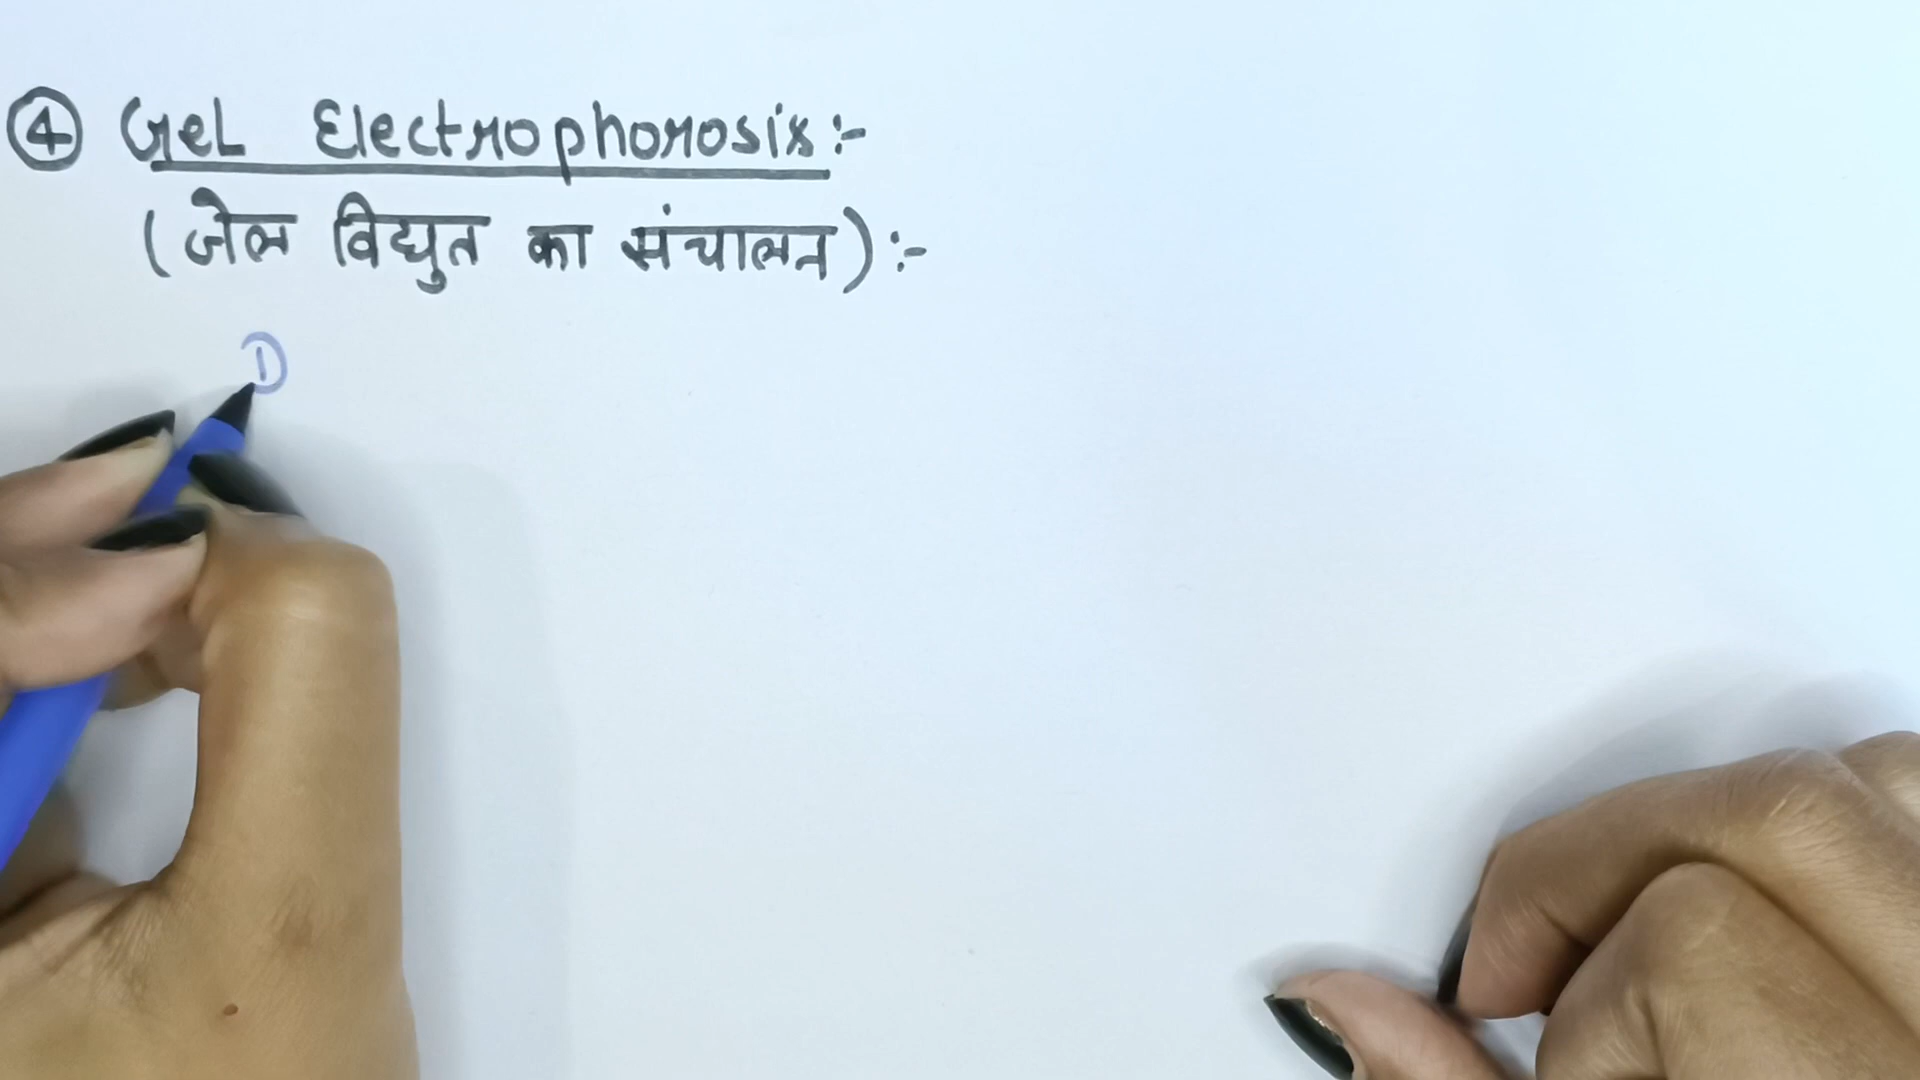 ④ Gel Electrophorosis:-
(जेल विद्युत का संचालन):-
①